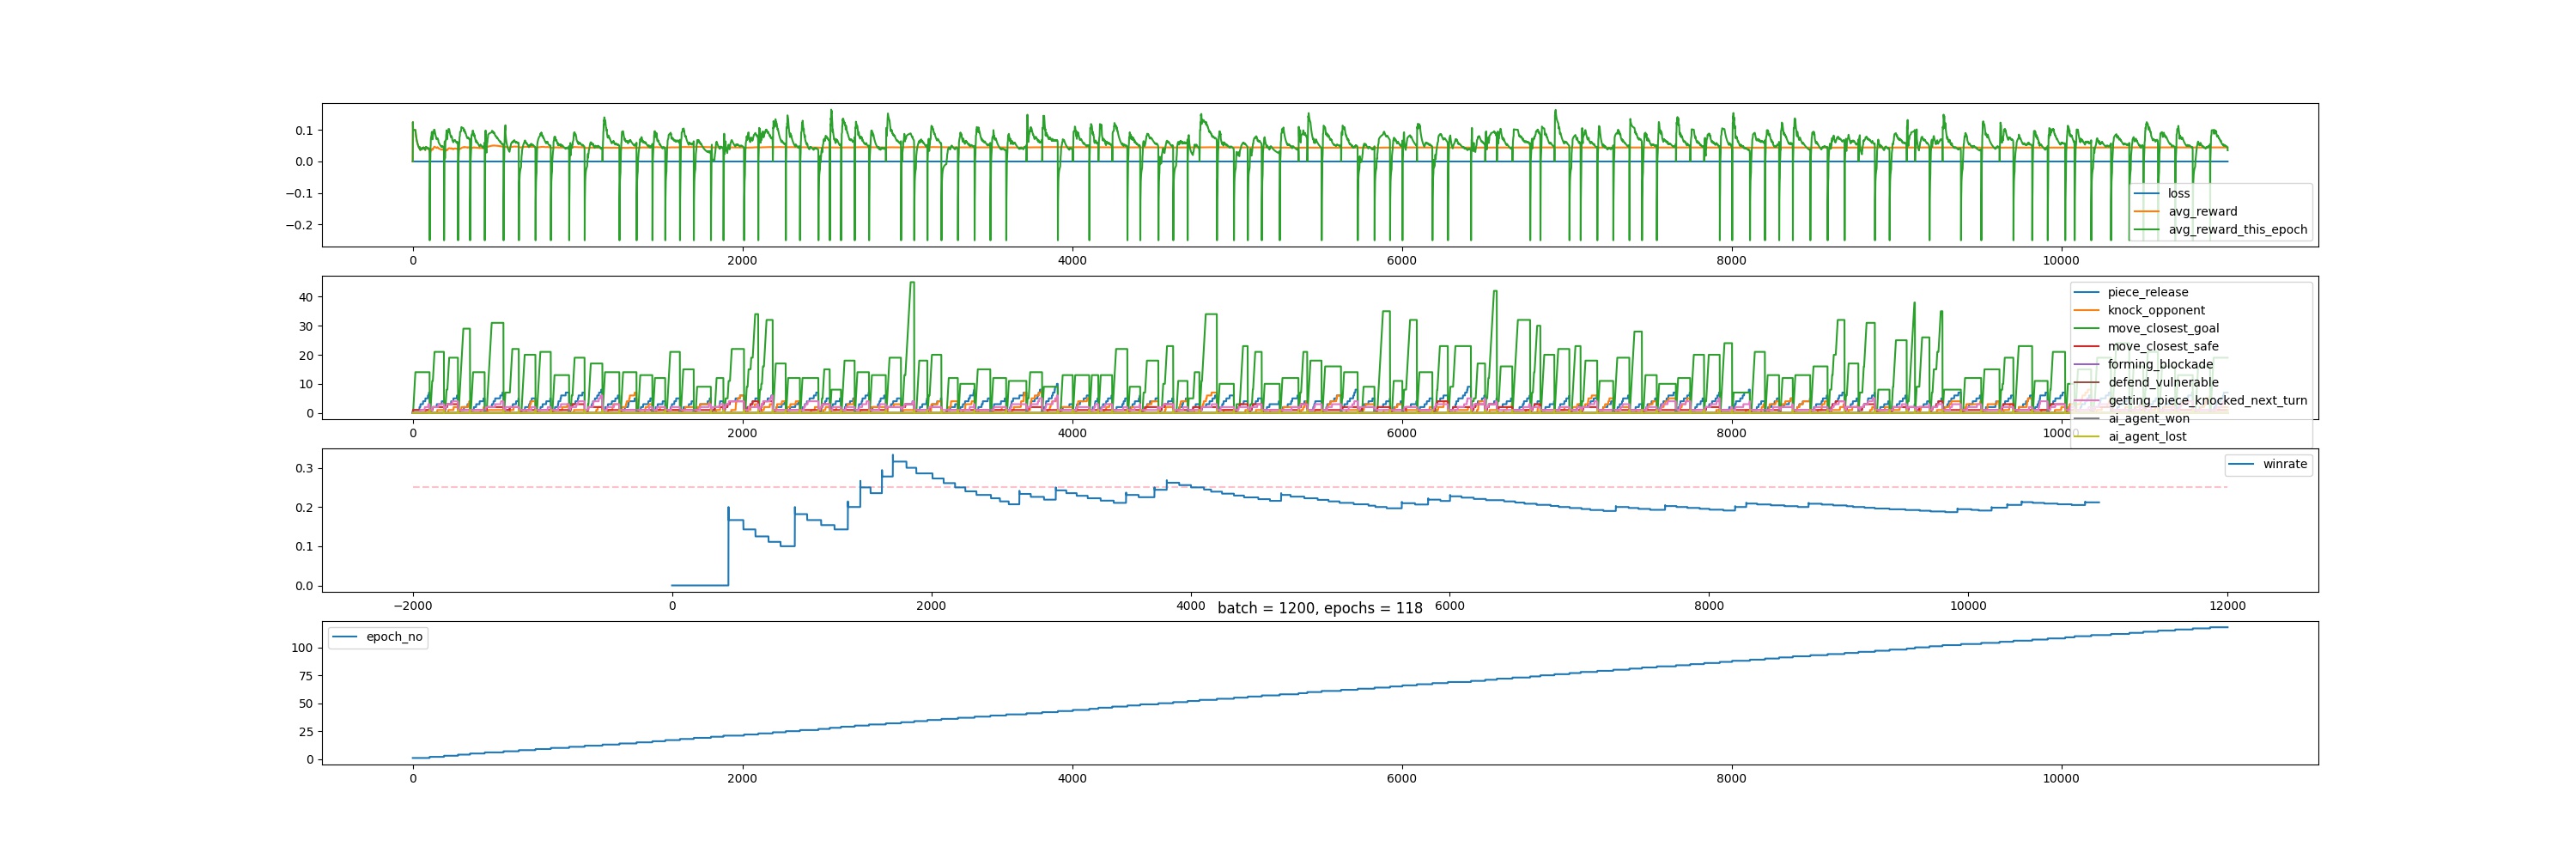 0.1
0.0
−0.1
−0.2
loss
avg_reward
avg_reward_this_epoch
0 2000 4000 6000 8000 10000
40
30
20
10
0
piece_release
knock_opponent
move_closest_goal
move_closest_safe
forming_blockade
defend_vulnerable
getting_piece_knocked_next_turn
ai_agent_won
ai_agent_lost
0 2000 4000 6000 8000 10000
0.3
0.2
0.1
0.0
winrate
−2000 0 2000 4000 6000 8000 10000 12000
batch = 1200, epochs = 118
epoch_no
100
75
50
25
0
0 2000 4000 6000 8000 10000